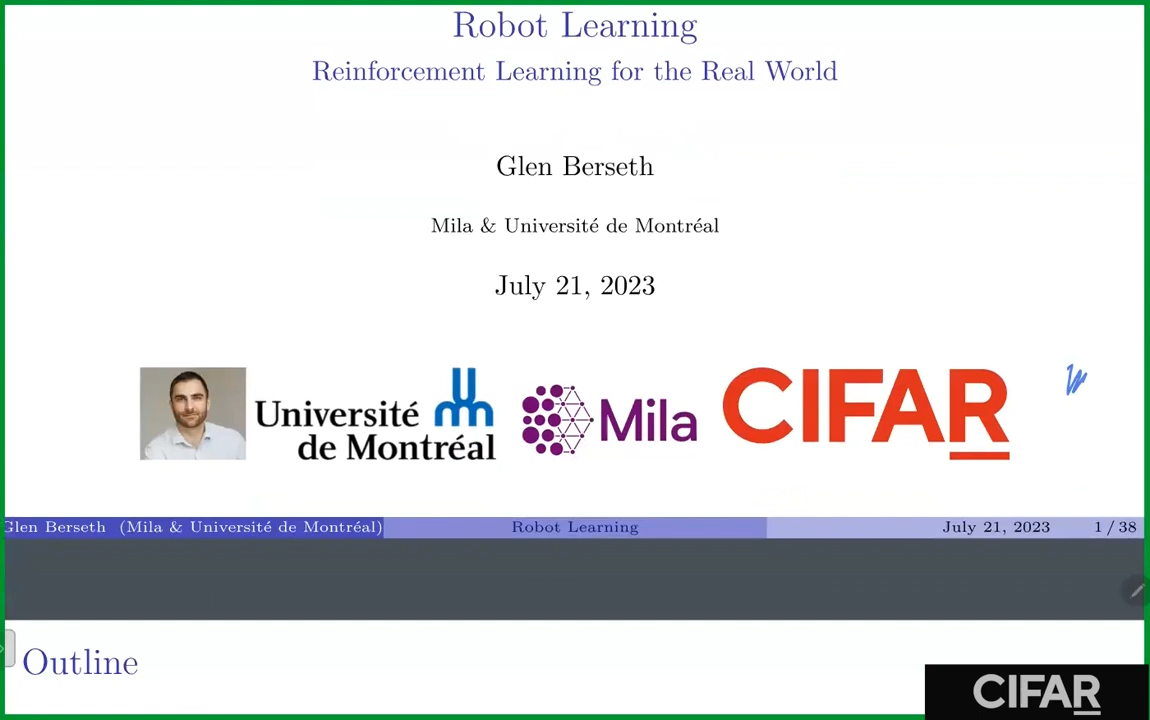 Robot Learning
Reinforcement Learning for the Real World
Glen Berseth
Mila & Université de Montréal
July 21, 2023
Université
de Montréal
Mila
CIFAR
Glen Berseth (Mila & Université de Montréal)
Robot Learning
July 21, 2023
1 / 38
Outline
CIFAR